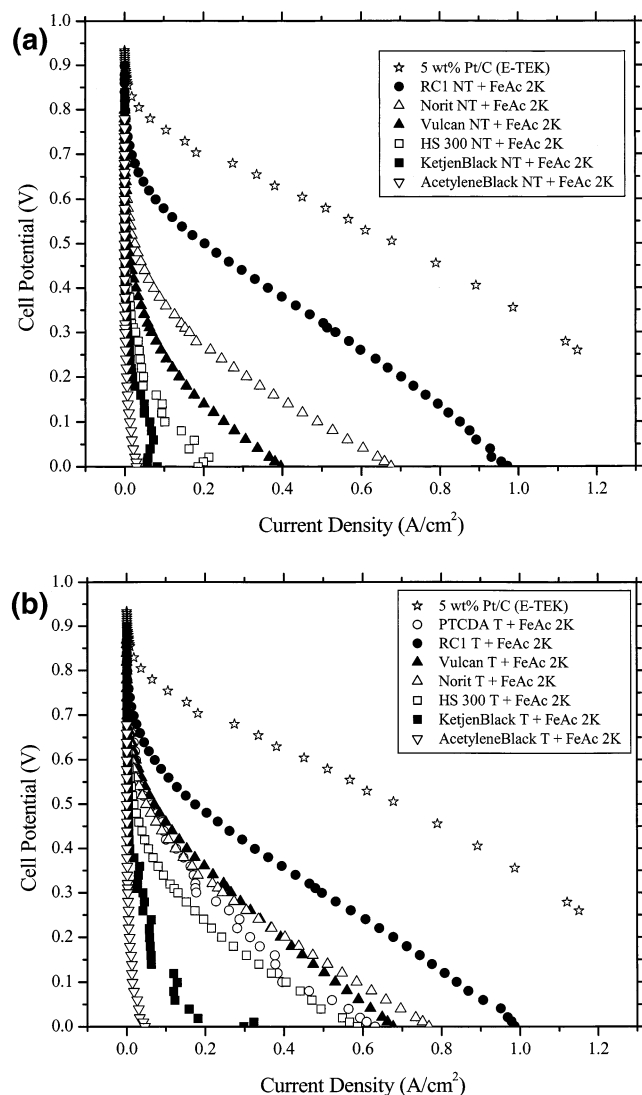 (a)
1.0
0.9
0.8
0.7
0.6
0.5
0.4
0.3
0.2
0.1
0.0
Cell Potential (V)
5 wt% Pt/C (E-TEK)
RC1 NT + FeAc 2K
Norit NT + FeAc 2K
Vulcan NT + FeAc 2K
HS 300 NT + FeAc 2K
KetjenBlack NT + FeAc 2K
AcetyleneBlack NT + FeAc 2K
0.0 0.2 0.4 0.6 0.8 1.0 1.2
Current Density (A/cm²)
(b)
1.0
0.9
0.8
0.7
0.6
0.5
0.4
0.3
0.2
0.1
0.0
Cell Potential (V)
5 wt% Pt/C (E-TEK)
PTCDA T + FeAc 2K
RC1 T + FeAc 2K
Vulcan T + FeAc 2K
Norit T + FeAc 2K
HS 300 T + FeAc 2K
KetjenBlack T + FeAc 2K
AcetyleneBlack T + FeAc 2K
0.0 0.2 0.4 0.6 0.8 1.0 1.2
Current Density (A/cm²)